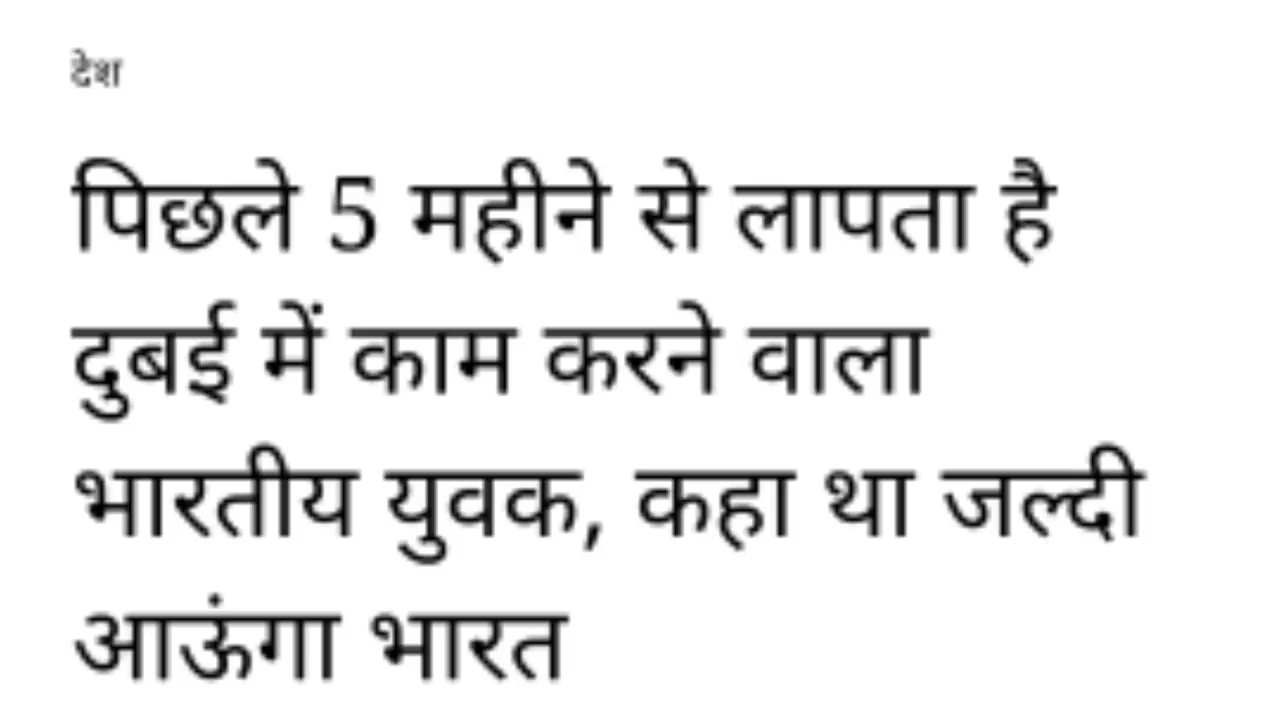 देश
पिछले 5 महीने से लापता है
दुबई में काम करने वाला
भारतीय युवक, कहा था जल्दी
आऊंगा भारत